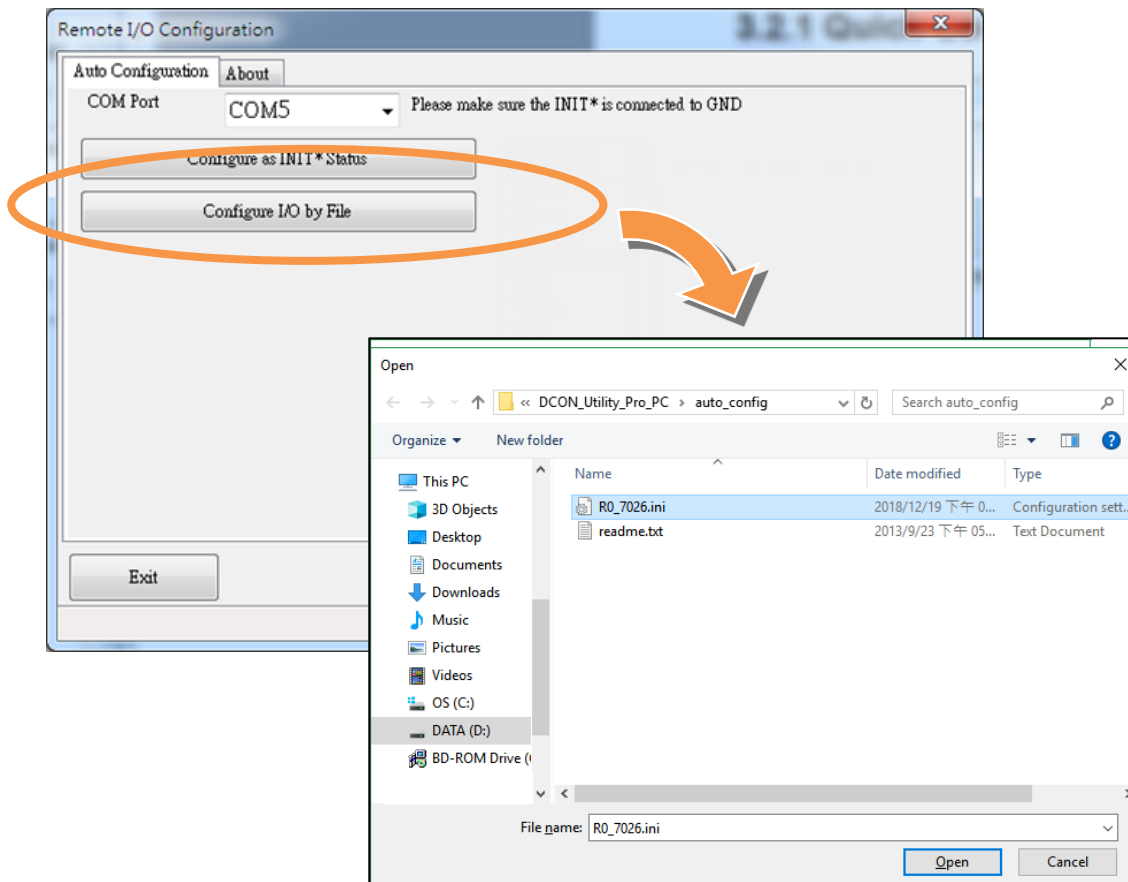 Remote I/O Configuration
3.2.1 Quic
Auto Configuration About
COM Port COM5 Please make sure the INIT* is connected to GND
Configure as INIT* Status
Configure I/O by File
Exit
Open
« DCON_Utility_Pro_PC › auto_config Search auto_config
Organize New folder
This PC
3D Objects
Desktop
Documents
Downloads
Music
Pictures
Videos
OS (C:)
DATA (D:)
BD-ROM Drive (
Name Date modified Type
R0_7026.ini 2018/12/19 下午 0... Configuration sett...
readme.txt 2013/9/23 下午 05... Text Document
File name: R0_7026.ini
Open Cancel